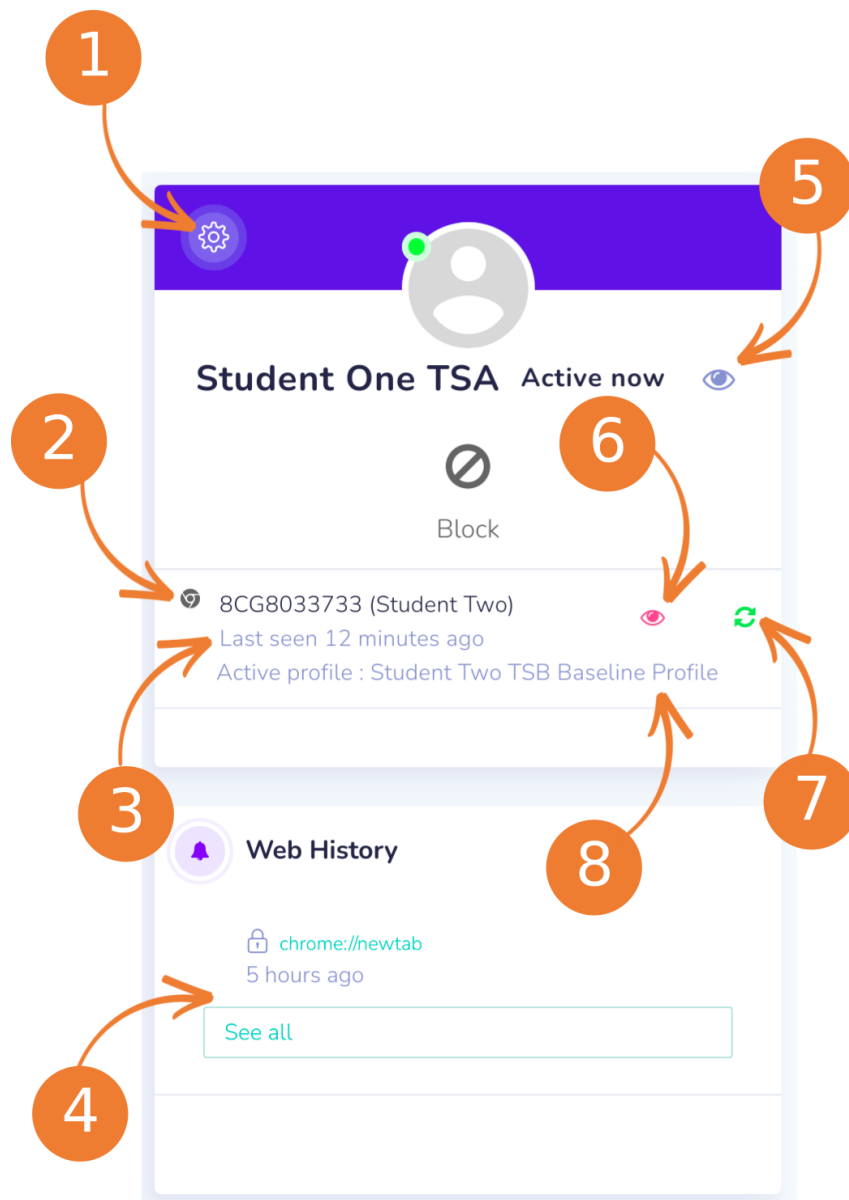 1
5
Student One TSA Active now
2
6
Block
8CG8033733 (Student Two)
Last seen 12 minutes ago
Active profile : Student Two TSB Baseline Profile
3
7
8
Web History
chrome://newtab
5 hours ago
See all
4